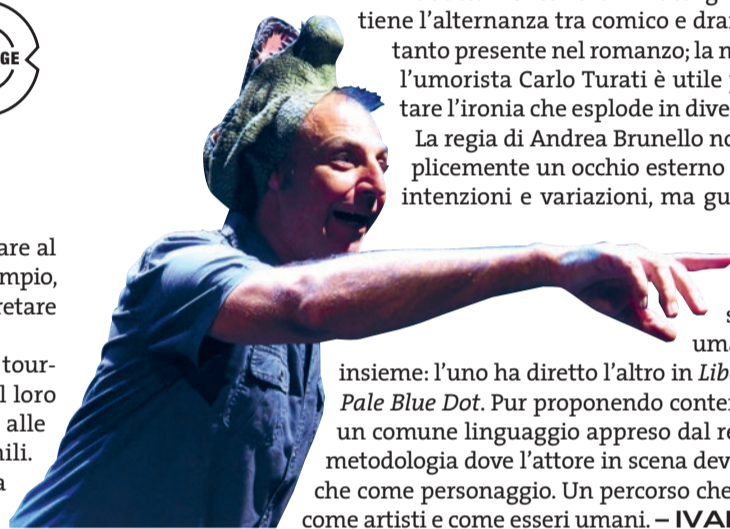 GE
are al
mpio,
retare
tour-
l loro
alle
nili.
a
tiene l’alternanza tra comico e dra
tanto presente nel romanzo; la
l’umorista Carlo Turati è utile
tare l’ironia che esplode in dive
La regia di Andrea Brunello no
plicemente un occhio esterno
intenzioni e variazioni, ma gu
s
uma
insieme: l’uno ha diretto l’altro in Lib
Pale Blue Dot. Pur proponendo conte
un comune linguaggio appreso dal re
metodologia dove l’attore in scena dev
che come personaggio. Un percorso che
come artisti e come esseri umani. – IVA